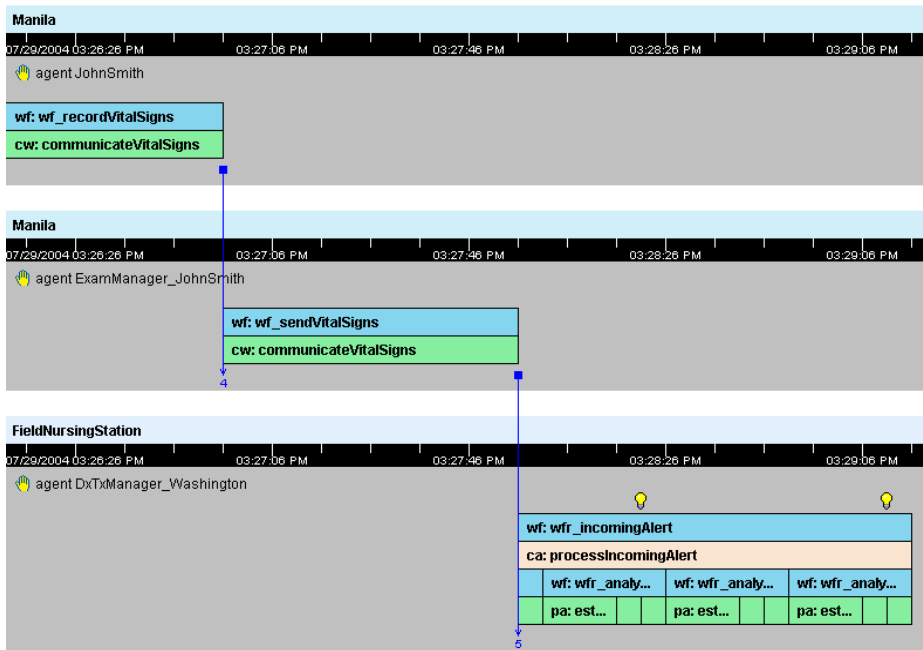 Manila
07/29/2004 03:26:26 PM 03:27:06 PM 03:27:46 PM 03:28:26 PM 03:29:06 PM
agent JohnSmith
wf: wf_recordVitalSigns
cw: communicateVitalSigns
Manila
07/29/2004 03:26:26 PM 03:27:06 PM 03:27:46 PM 03:28:26 PM 03:29:06 PM
agent ExamManager_JohnSmith
wf: wf_sendVitalSigns
cw: communicateVitalSigns
4
FieldNursingStation
07/29/2004 03:26:26 PM 03:27:06 PM 03:27:46 PM 03:28:26 PM 03:29:06 PM
agent DxTxManager_Washington
wf: wfr_incomingAlert
ca: processIncomingAlert
wf: wfr_analy... wf: wfr_analy... wf: wfr_analy...
pa: est... pa: est... pa: est...
5